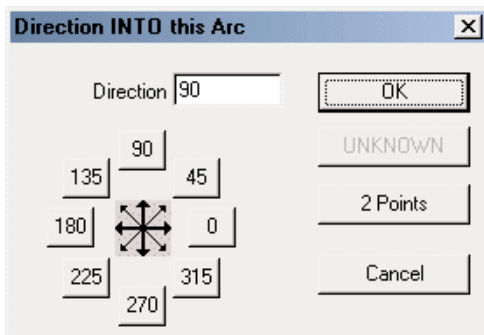 Direction INTO this Arc
Direction 90
OK
90
UNKNOWN
135 45
2 Points
180 0
225 315
Cancel
270